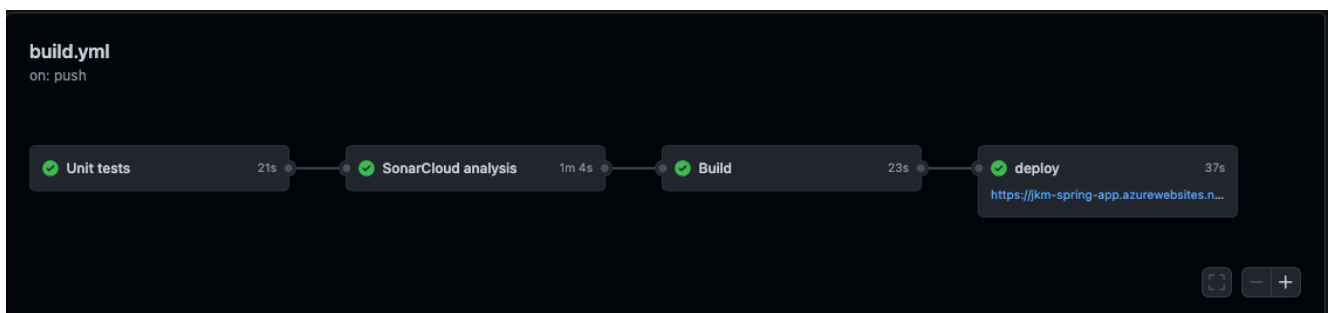 build.yml
on: push
Unit tests 21s
SonarCloud analysis 1m 4s
Build 23s
deploy 37s
https://jkm-spring-app.azurewebsites.n...